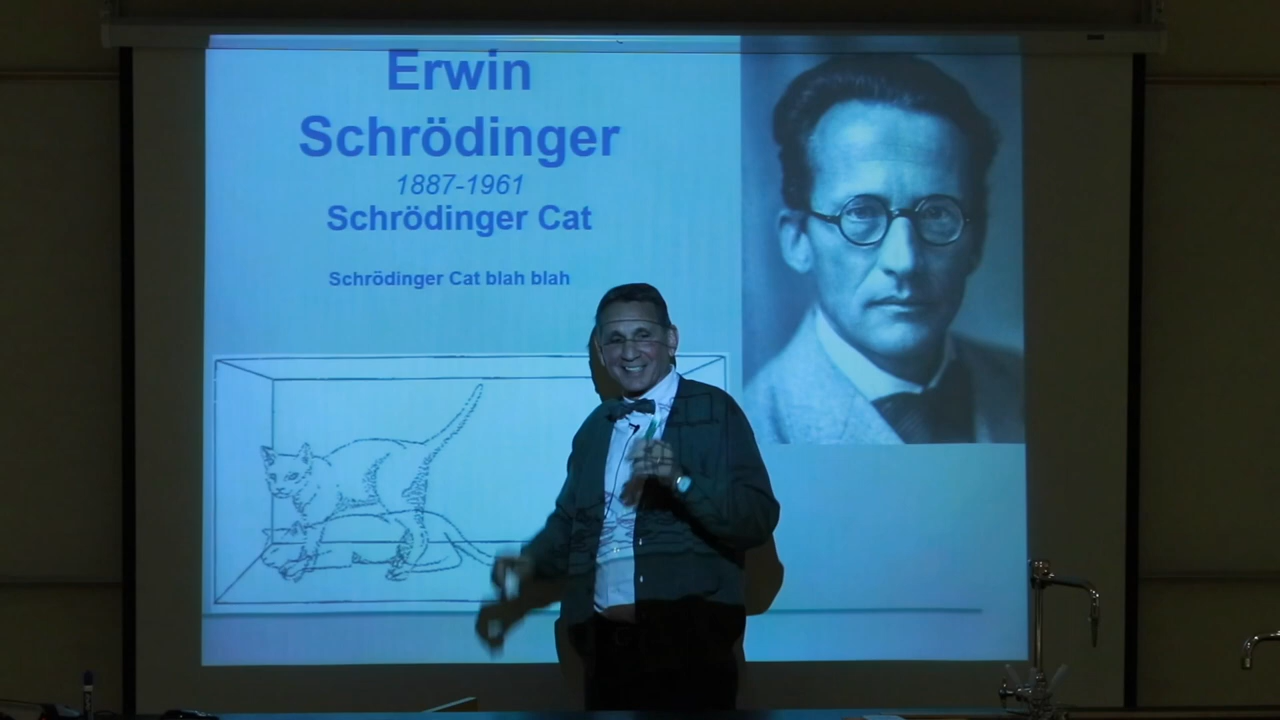 Erwin
Schrödinger
1887-1961
Schrödinger Cat
Schrödinger Cat blah blah